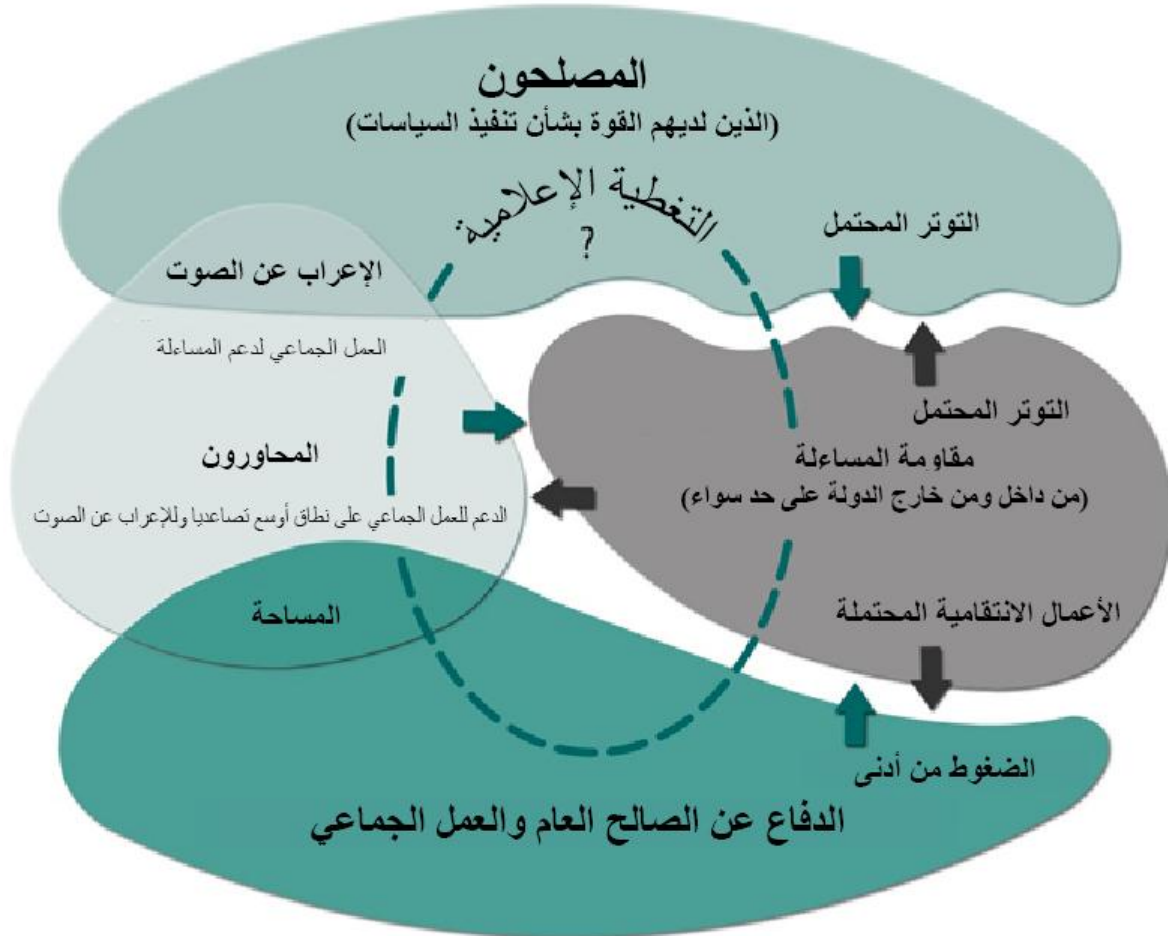 المصلحون
(الذين لديهم القوة بشأن تنفيذ السياسات)
التغطية الإعلامية
?
التوتر المحتمل
الإعراب عن الصوت
العمل الجماعي لدعم المساءلة
التوتر المحتمل
المحاورون
مقاومة المساءلة
(من داخل ومن خارج الدولة على حد سواء)
الدعم للعمل الجماعي على نطاق أوسع تصاعديا وللإعراب عن الصوت
المساحة
الأعمال الانتقامية المحتملة
الضغوط من أدنى
الدفاع عن الصالح العام والعمل الجماعي